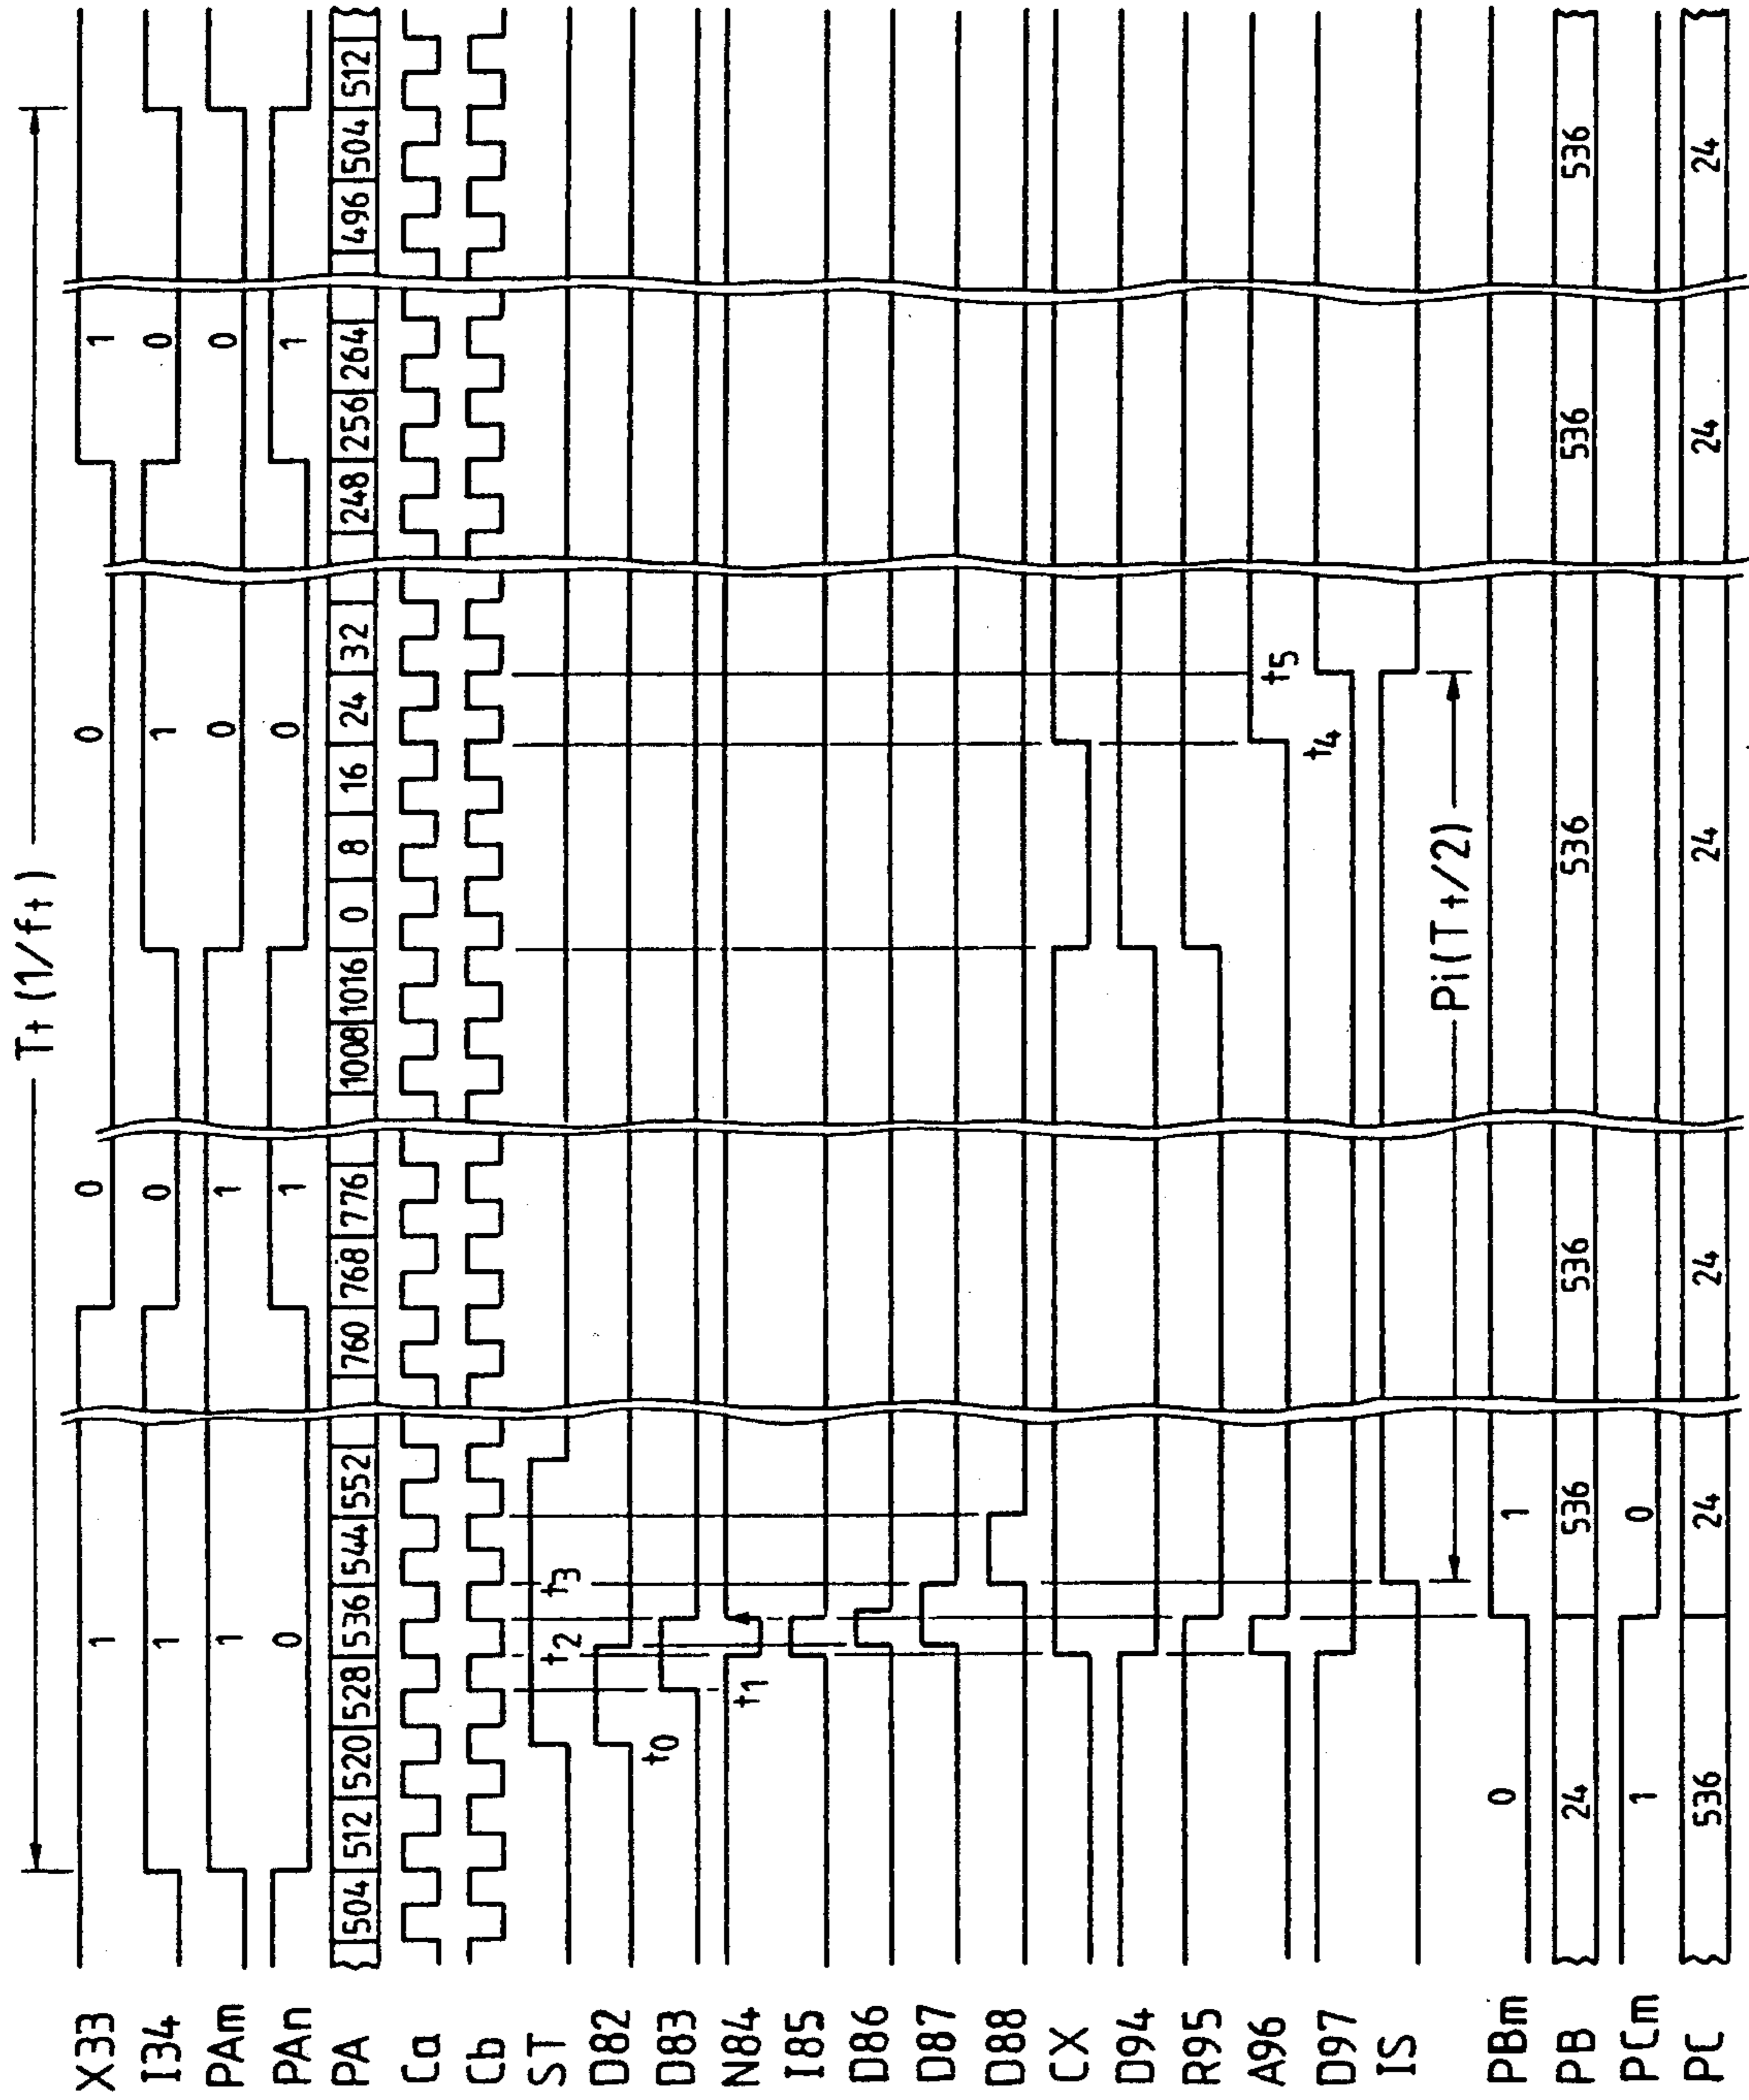 Tt (1/ft)
X33 1 0 0 1
I34 1 0 1 0
PAm 1 1 0 0
PAn 0 1 0 1
PA 504 512 520 528 536 544 552 760 768 776 1008 1016 0 8 16 24 32 248 256 264 496 504 512
Ca
Cb
ST t2 t3
D82
D83 t0
N84
I85 t1
D86
D87
D88
CX
D94
R95
A96
D97 t4 t5
IS
Pi(Tt/2)
PBm 0 1
PB 24 536 536 536 536 536
PCm 1 0
PC 536 24 24 24 24 24